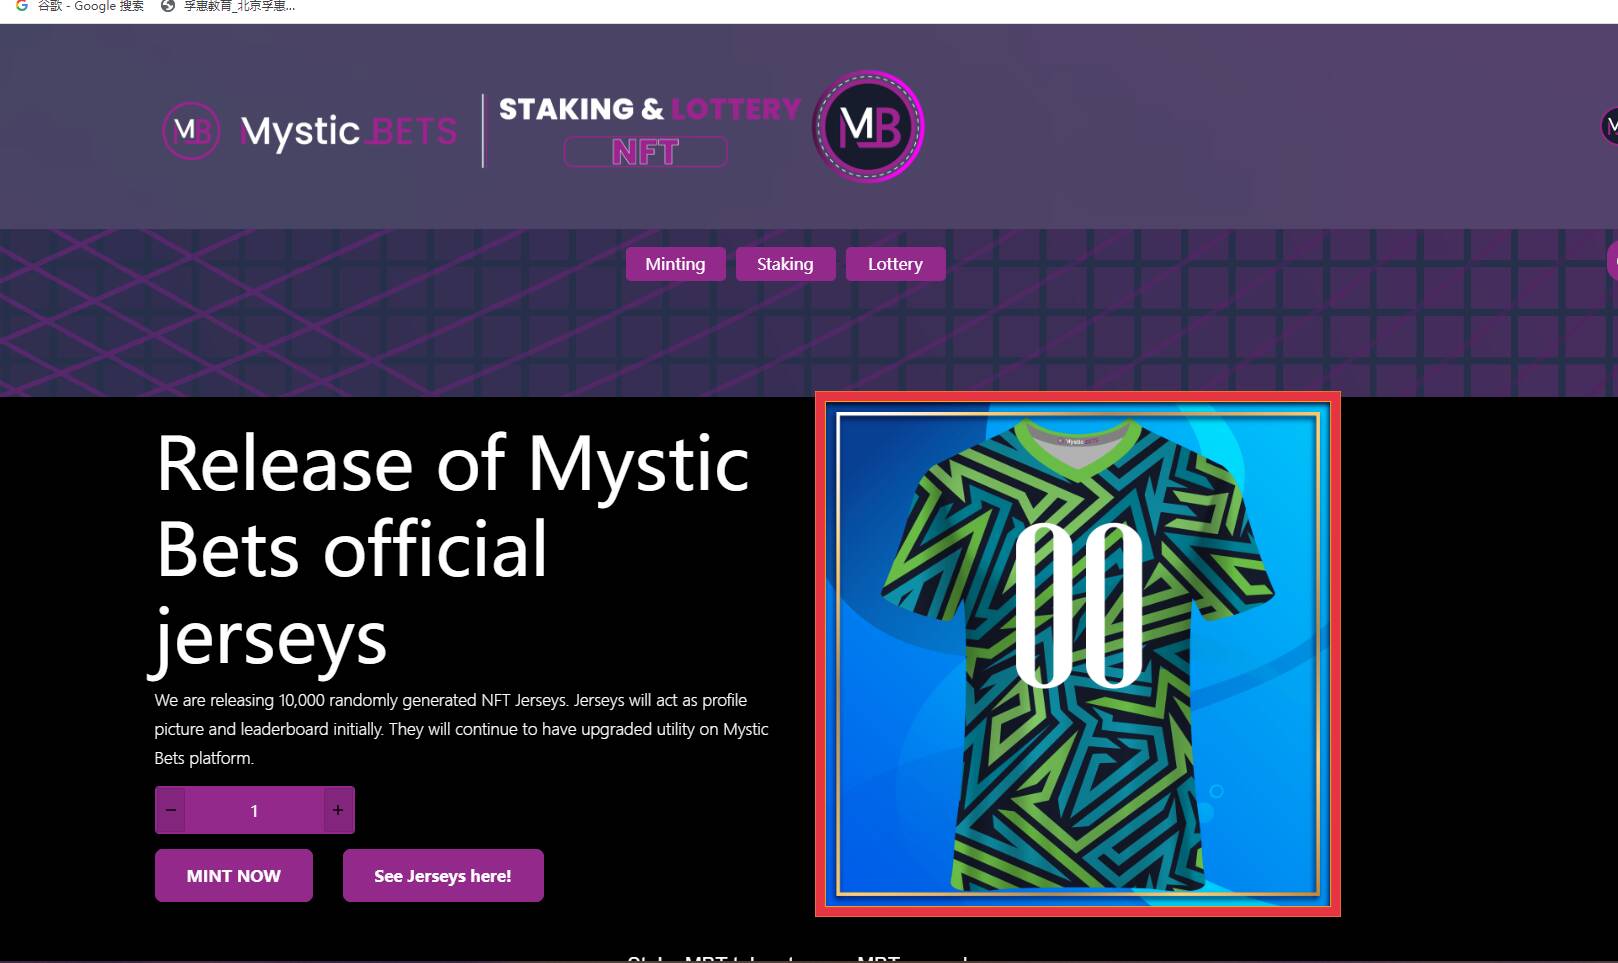 谷歌 - Google 搜索
孚惠教育_北京孚惠...
MB Mystic.BETS
STAKING & LOTTERY
NFT
MB
Minting
Staking
Lottery
Release of Mystic
Bets official
jerseys
We are releasing 10,000 randomly generated NFT Jerseys. Jerseys will act as profile
picture and leaderboard initially. They will continue to have upgraded utility on Mystic
Bets platform.
- 1 +
MINT NOW
See Jerseys here!
Mystic.BETS
00